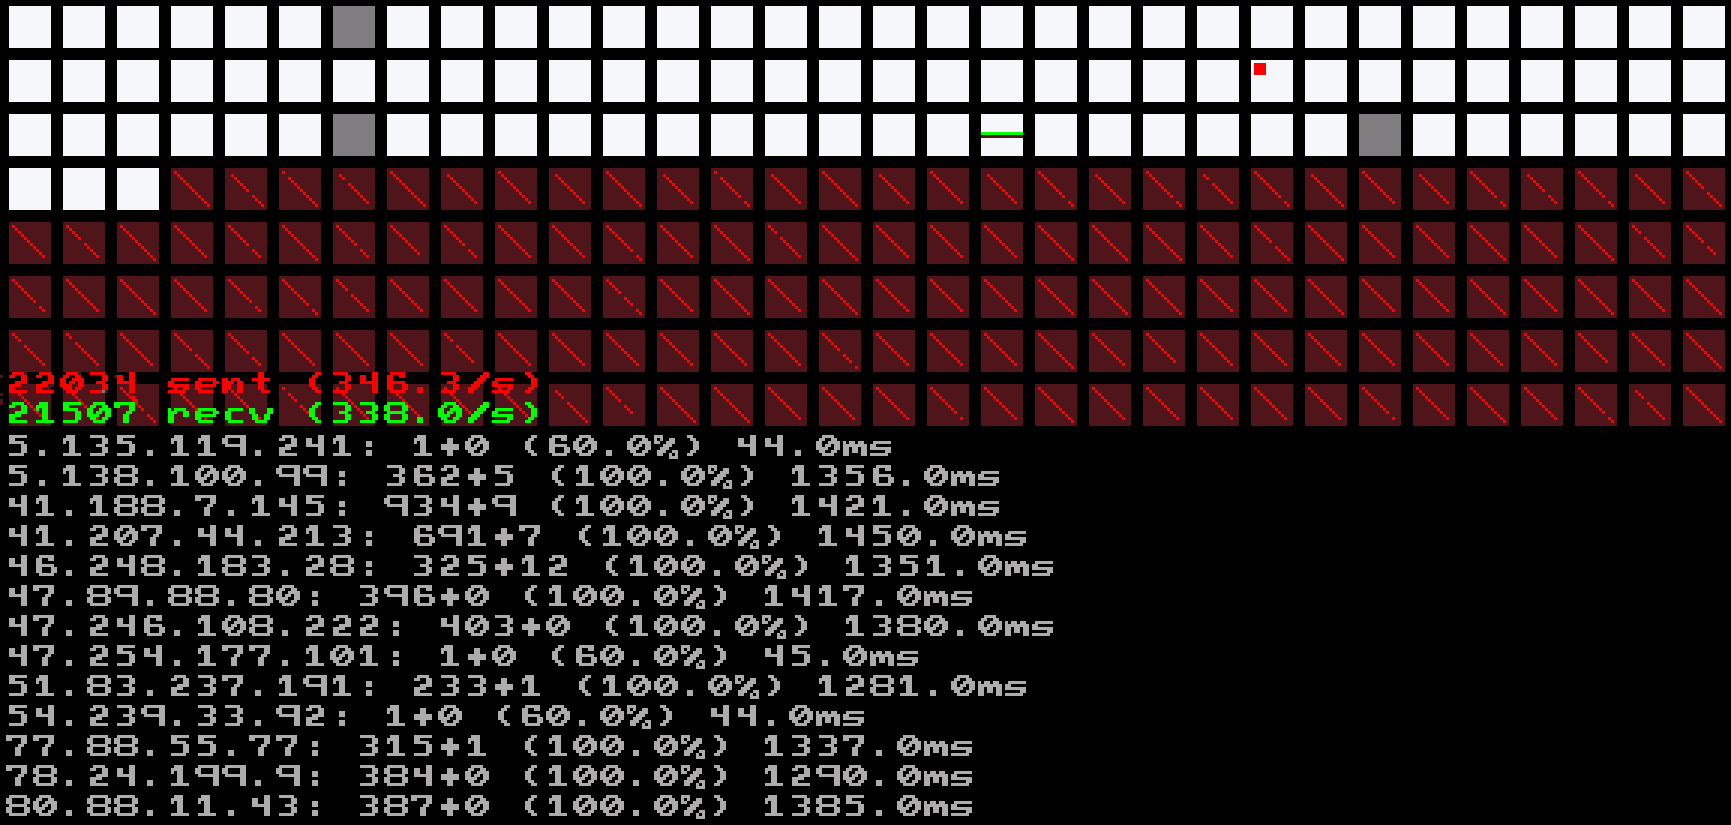 22034 sent (346.3/s)
21507 recv (338.0/s)
5.135.119.241: 1+0 (60.0%) 44.0ms
5.138.100.99: 362+5 (100.0%) 1356.0ms
41.188.7.145: 934+9 (100.0%) 1421.0ms
41.207.44.213: 691+7 (100.0%) 1450.0ms
46.248.183.28: 325+12 (100.0%) 1351.0ms
47.89.88.80: 396+0 (100.0%) 1417.0ms
47.246.108.222: 403+0 (100.0%) 1380.0ms
47.254.177.101: 1+0 (60.0%) 45.0ms
51.83.237.191: 233+1 (100.0%) 1281.0ms
54.239.33.92: 1+0 (60.0%) 44.0ms
77.88.55.77: 315+1 (100.0%) 1337.0ms
78.24.199.9: 384+0 (100.0%) 1290.0ms
80.88.11.43: 387+0 (100.0%) 1385.0ms